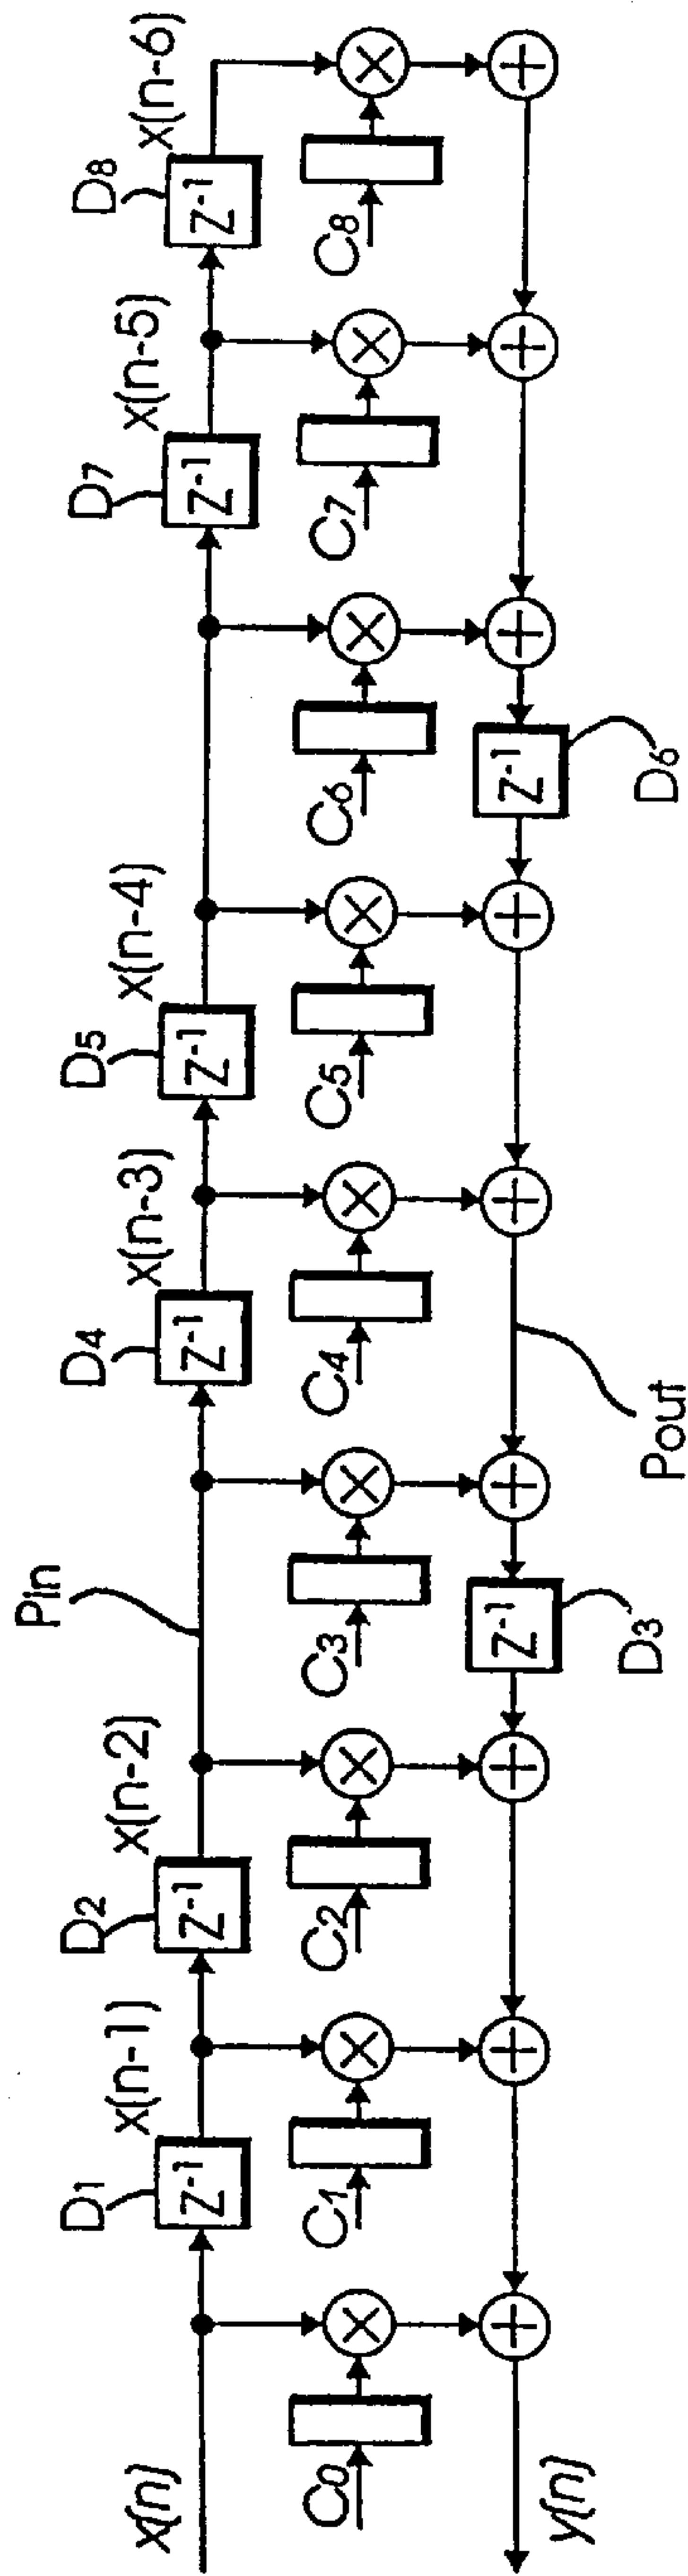 x(n)
D1
x(n-1)
D2
x(n-2)
Pin
D4
x(n-3)
D5
x(n-4)
D7
x(n-5)
D8
x(n-6)
Z-1
Z-1
Z-1
Z-1
Z-1
Z-1
C0
C1
C2
C3
C4
C5
C6
C7
C8
Z-1
Z-1
y(n)
D3
Pout
D6